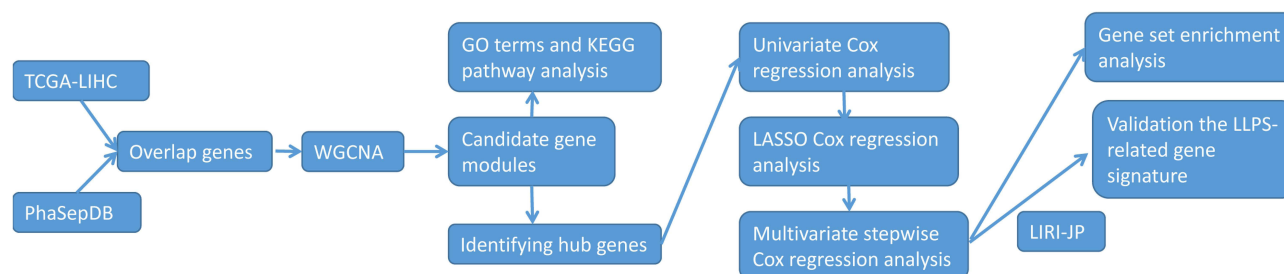 TCGA-LIHC
PhaSepDB
Overlap genes
WGCNA
GO terms and KEGG
pathway analysis
Candidate gene
modules
Identifying hub genes
Univariate Cox
regression analysis
LASSO Cox regression
analysis
Multivariate stepwise
Cox regression analysis
Gene set enrichment
analysis
Validation the LLPS-
related gene
signature
LIRI-JP